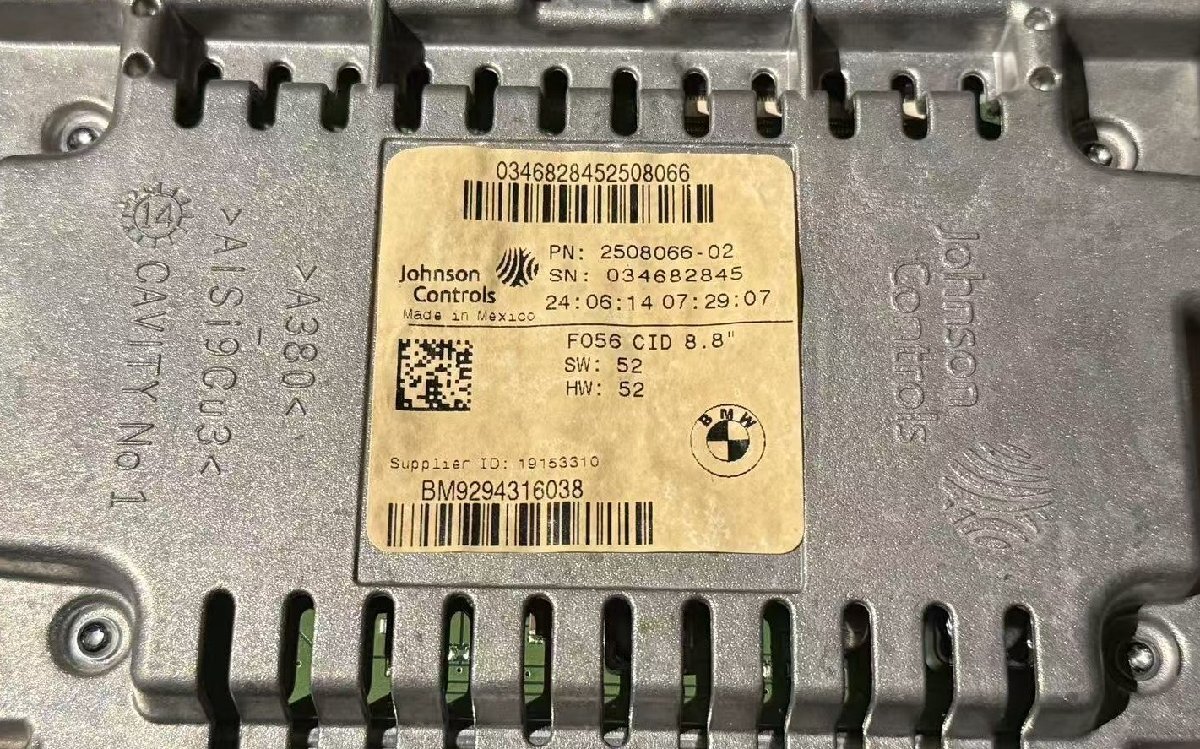 0346828452508066
PN: 2508066-02
SN: 034682845
Johnson
Controls
24:06:14 07:29:07
Made in Mexico
F056 CID 8.8"
SW: 52
HW: 52
BMW
Supplier ID: 19153310
BM9294316038
14
CAVITY No 1
>AlSi9Cu3<
>A380<
Johnson
Controls